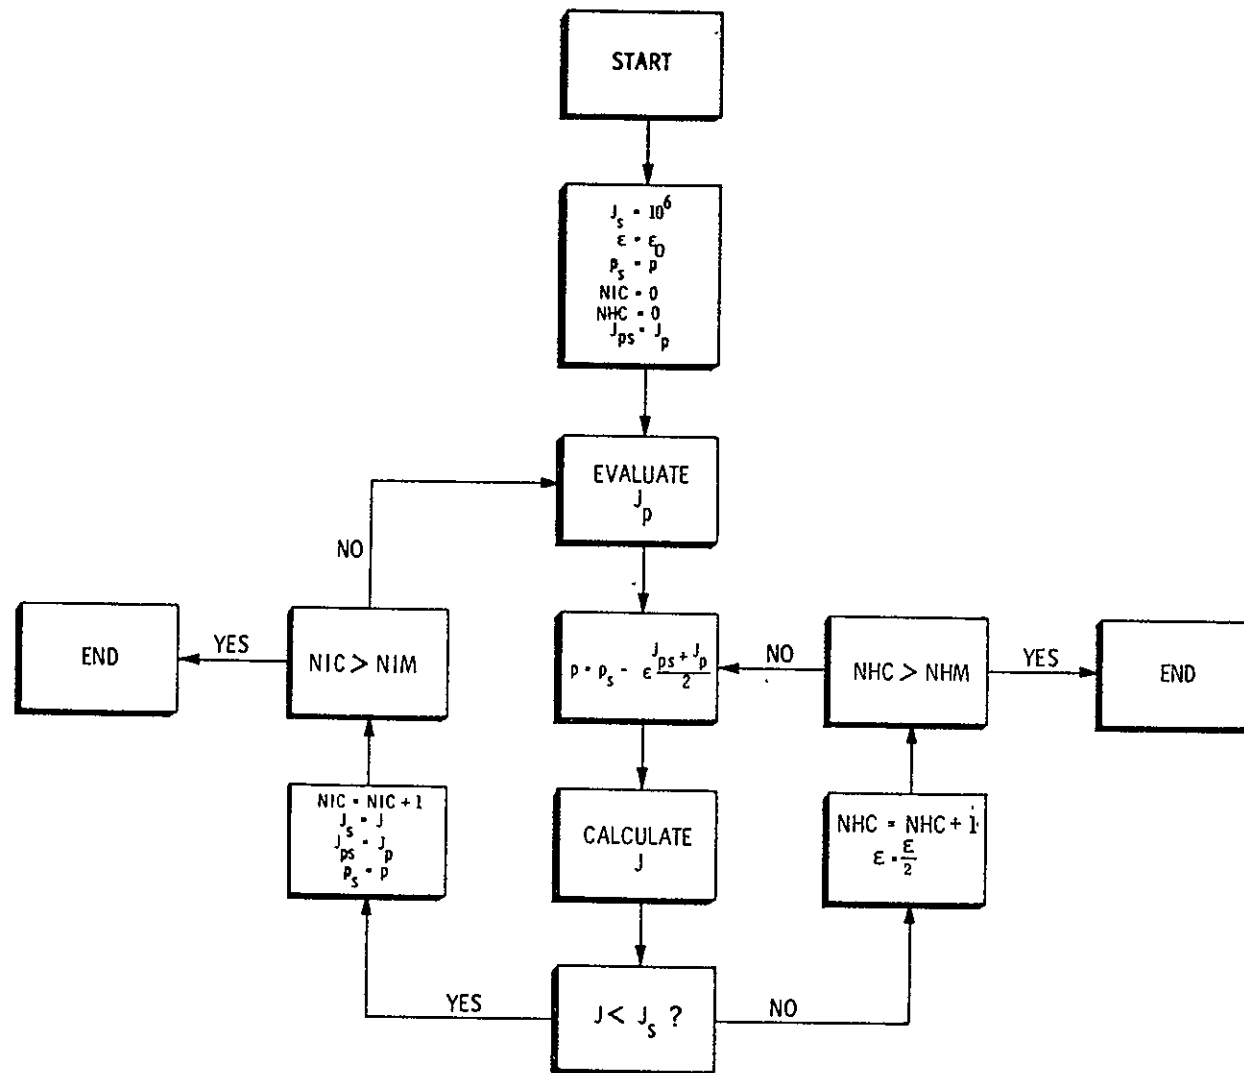 START
J_s = 10^6
ε = ε_0
p_s = p
NIC = 0
NHC = 0
J_ps = J_p
EVALUATE
J_p
NO
END
YES
NIC > NIM
p = p_s - ε (J_ps + J_p)/2
NO
NHC > NHM
YES
END
NIC = NIC + 1
J_s = J
J_ps = J_p
p_s = p
CALCULATE
J
NHC = NHC + 1
ε = ε/2
YES
J < J_s ?
NO